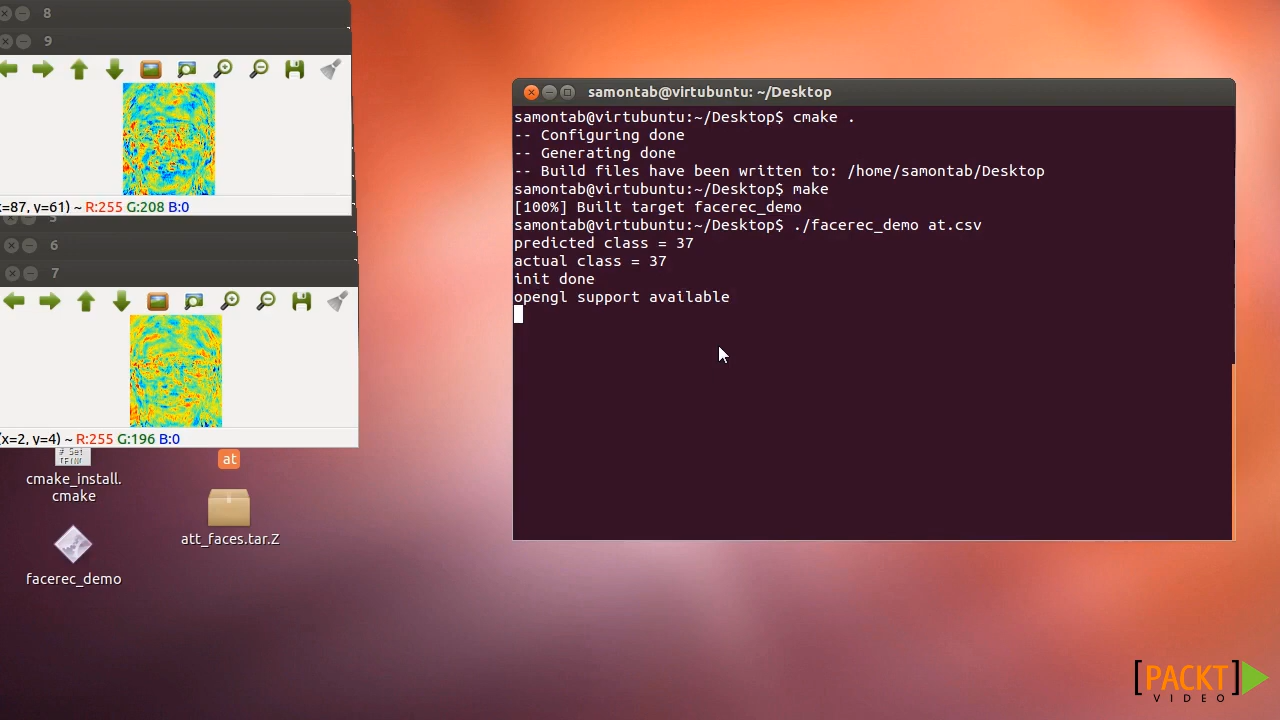 8
9
x=87, y=61) ~ R:255 G:208 B:0
6
7
(x=2, y=4) ~ R:255 G:196 B:0
# Set
cmake_install.
cmake
at
att_faces.tar.Z
facerec_demo
samontab@virtubuntu: ~/Desktop
samontab@virtubuntu:~/Desktop$ cmake .
-- Configuring done
-- Generating done
-- Build files have been written to: /home/samontab/Desktop
samontab@virtubuntu:~/Desktop$ make
[100%] Built target facerec_demo
samontab@virtubuntu:~/Desktop$ ./facerec_demo at.csv
predicted class = 37
actual class = 37
init done
opengl support available
[PACKT]
VIDEO